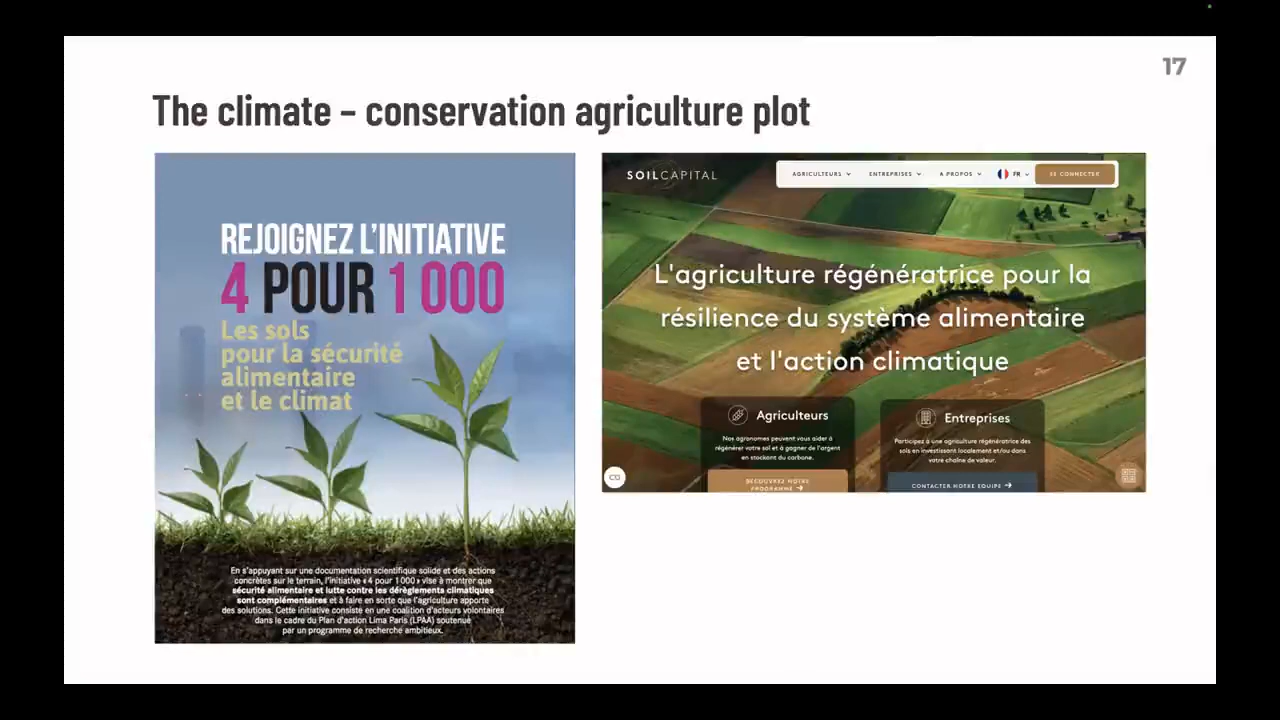 17
The climate – conservation agriculture plot
REJOIGNEZ L'INITIATIVE
4 POUR 1 000
Les sols
pour la sécurité
alimentaire
et le climat
En s'appuyant sur une documentation scientifique solide et des actions
concrètes sur le terrain, l'initiative « 4 pour 1000 » vise à montrer que
sécurité alimentaire et lutte contre les dérèglements climatiques
sont complémentaires et à faire en sorte que l'agriculture apporte
des solutions. Cette initiative consiste en une coalition d'acteurs volontaires
dans le cadre du Plan d'action Lima Paris (LPAA) soutenue
par un programme de recherche ambitieux.
SOILCAPITAL
AGRICULTEURS
ENTREPRISES
A PROPOS
FR
SE CONNECTER
L'agriculture régénératrice pour la
résilience du système alimentaire
et l'action climatique
Agriculteurs
Nos agronomes peuvent vous aider à
régénérer votre sol et à gagner de l'argent
en stockant du carbone.
DÉCOUVREZ NOTRE
PROGRAMME →
Entreprises
Participez à une agriculture régénératrice des
sols en investissant localement et/ou dans
votre chaîne de valeur.
CONTACTER NOTRE EQUIPE →